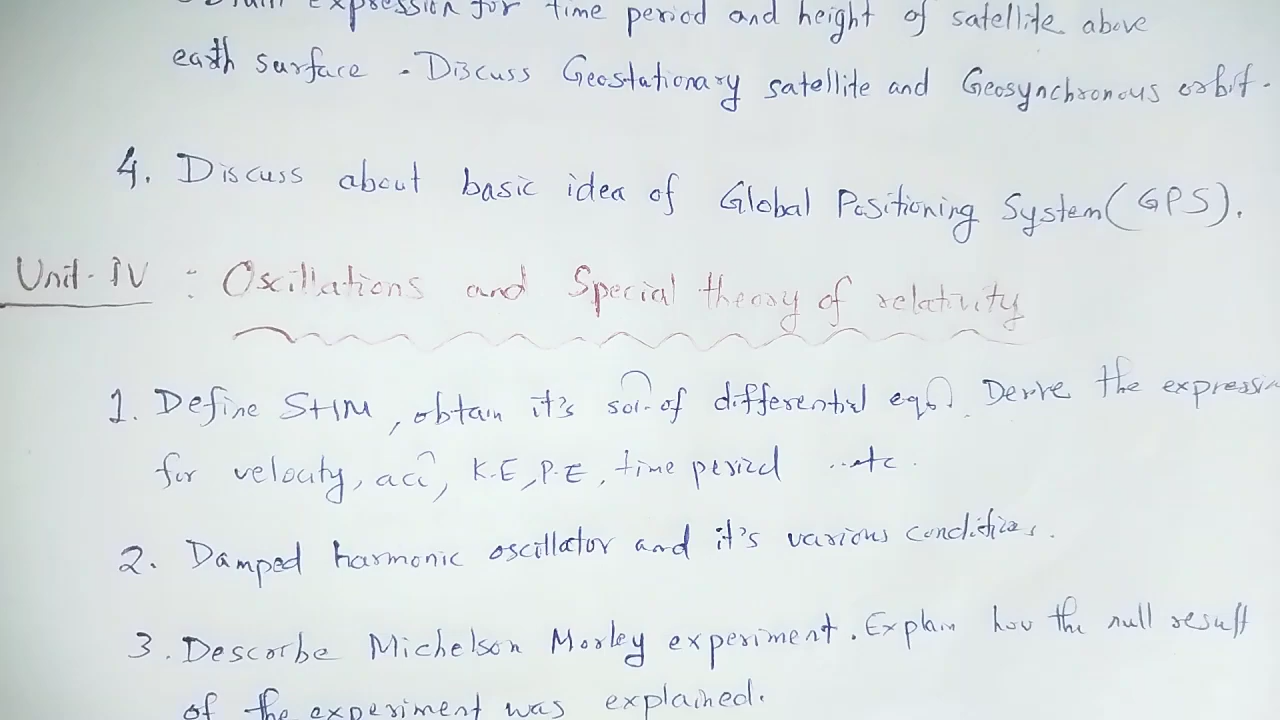 Obtain expression for time period and height of satellite above
earth surface. Discuss Geostationary satellite and Geosynchronous orbit.
4. Discuss about basic idea of Global Positioning System (GPS).
Unit-IV : Oscillations and Special theory of relativity
1. Define SHM, obtain it's sol. of differential eqn. Derive the expression
for velocity, acc, K.E, P.E, time period ...etc.
2. Damped harmonic oscillator and it's various conditions.
3. Describe Michelson Morley experiment. Explain how the null result
of the experiment was explained.